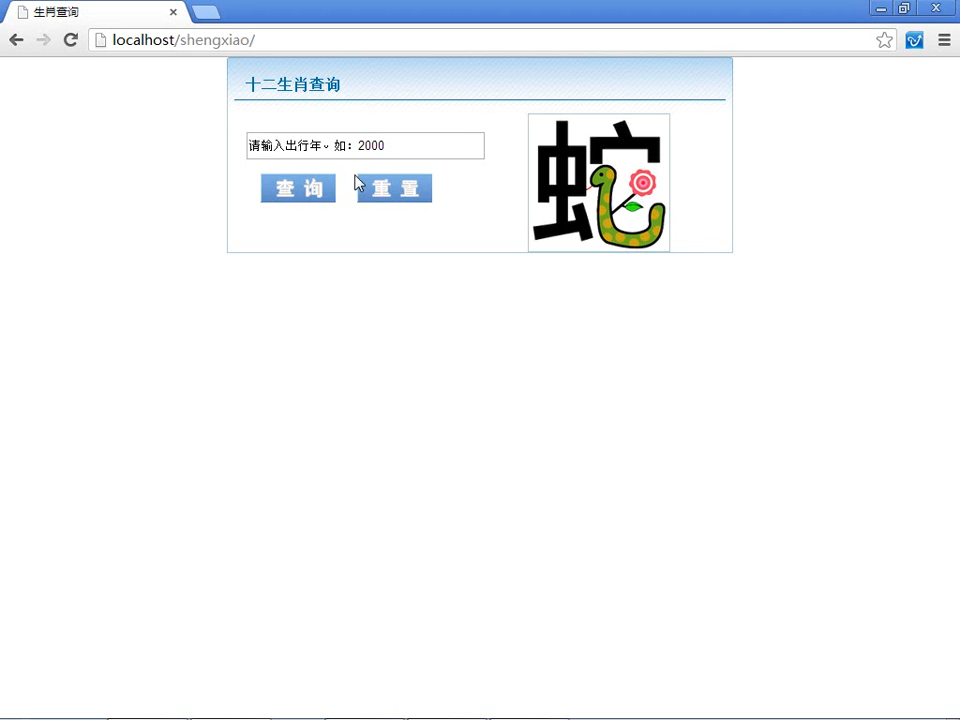 生肖查询
localhost/shengxiao/
十二生肖查询
请输入出行年。如：2000
查 询
重 置
蛇